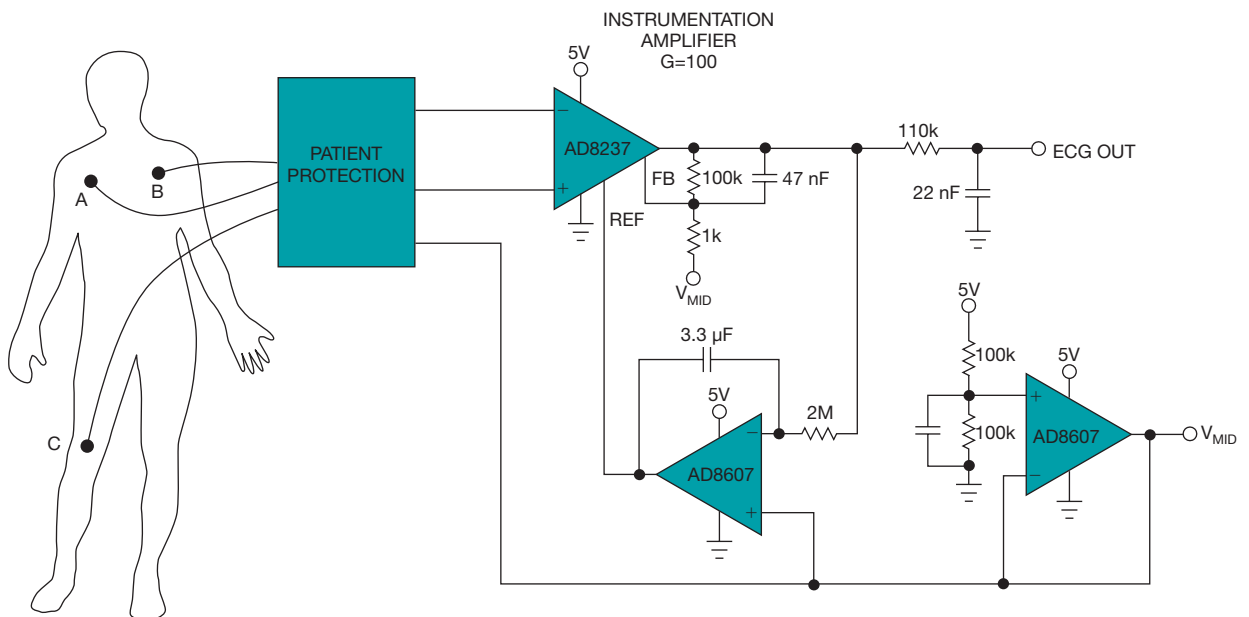 INSTRUMENTATION
AMPLIFIER
G=100
5V
PATIENT
PROTECTION
−
AD8237
+
FB
100k
47 nF
110k
ECG OUT
22 nF
REF
1k
VMID
A
B
C
3.3 µF
5V
−
2M
AD8607
+
5V
100k
100k
5V
+
AD8607
−
VMID